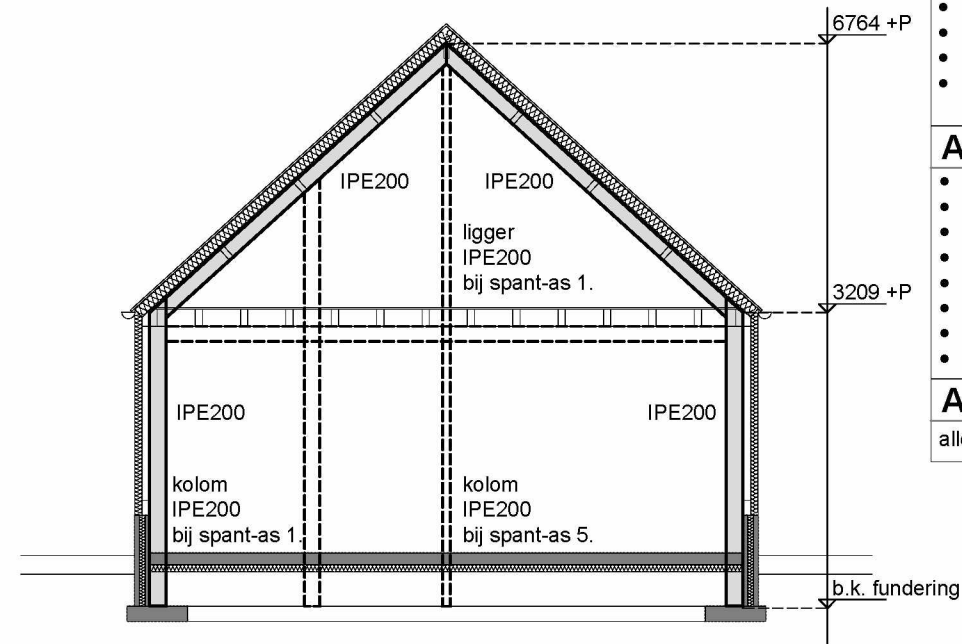 6764 +P
A
IPE200
IPE200
ligger
IPE200
bij spant-as 1.
3209 +P
IPE200
IPE200
A
all
kolom
IPE200
bij spant-as 1.
kolom
IPE200
bij spant-as 5.
b.k. fundering